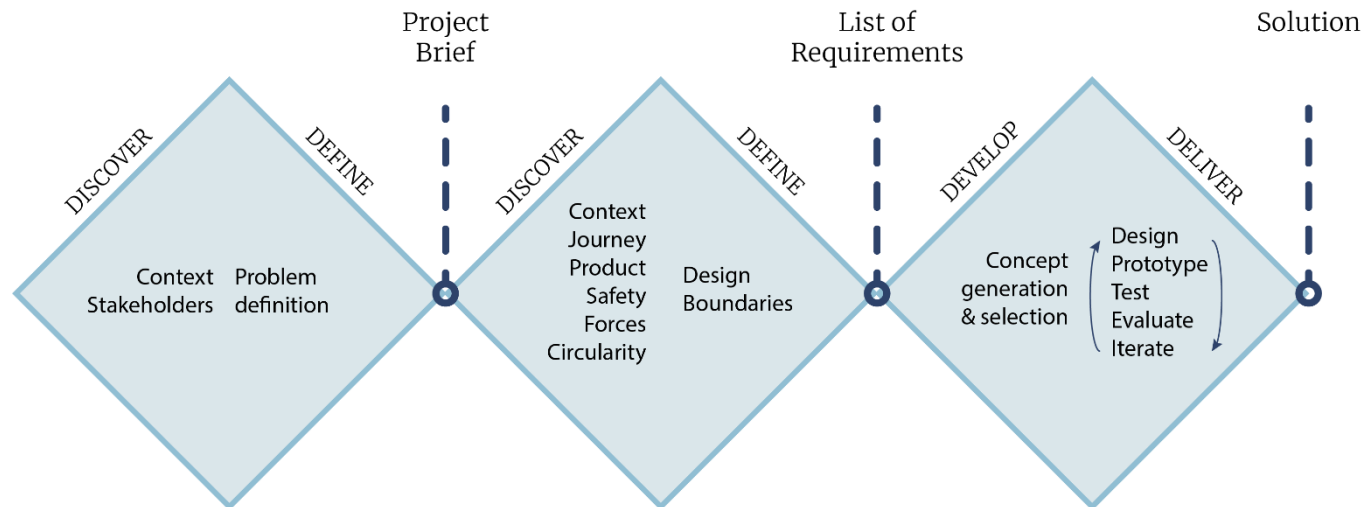 Project
Brief
List of
Requirements
Solution
DISCOVER
DEFINE
DISCOVER
DEFINE
DEVELOP
DELIVER
Context
Stakeholders
Problem
definition
Context
Journey
Product
Safety
Forces
Circularity
Design
Boundaries
Concept
generation
& selection
Design
Prototype
Test
Evaluate
Iterate